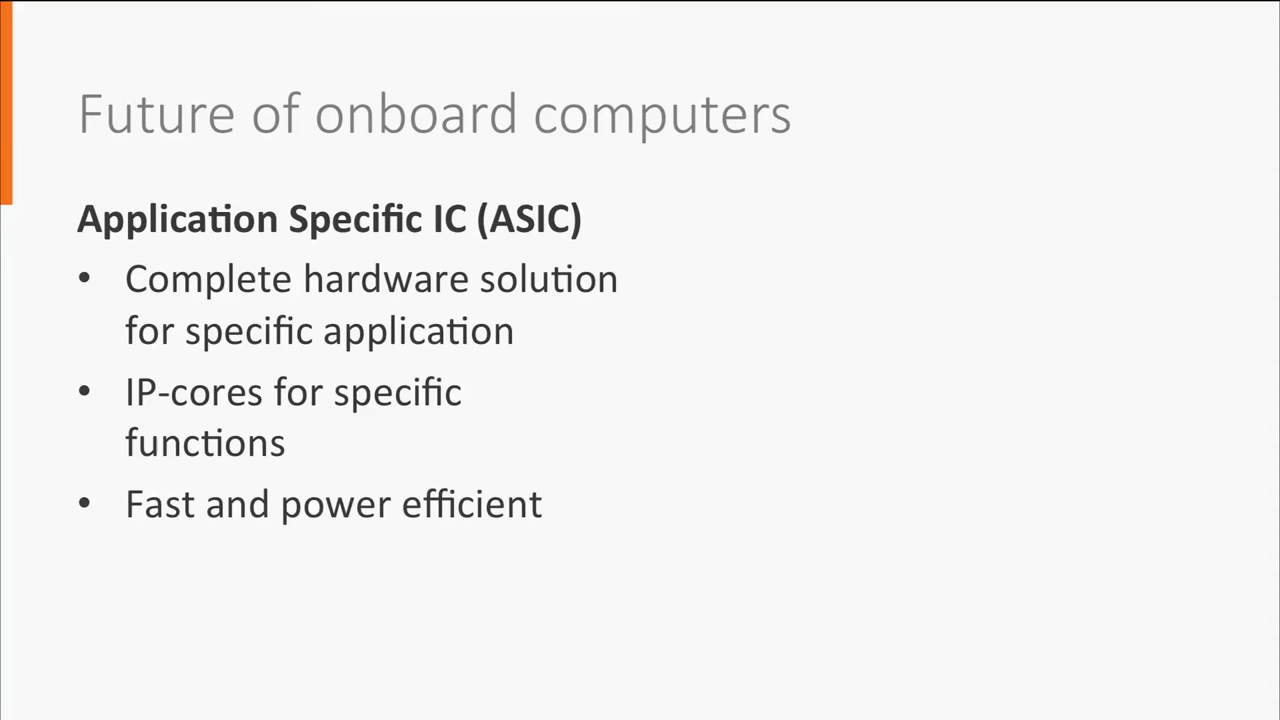 Future of onboard computers
Application Specific IC (ASIC)
• Complete hardware solution
for specific application
• IP-cores for specific
functions
• Fast and power efficient